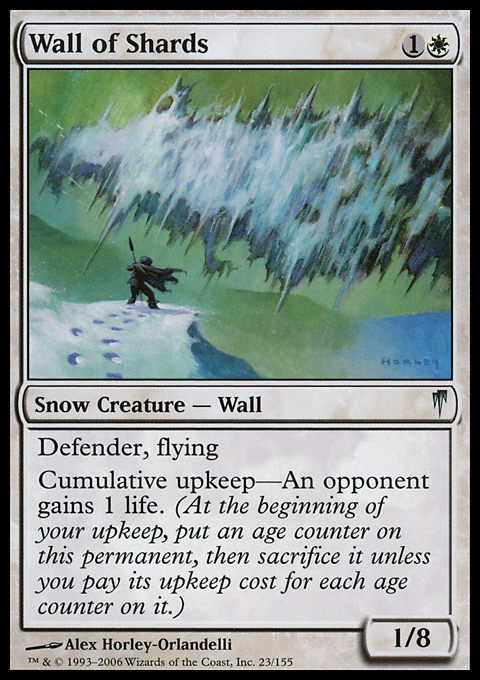 Wall of Shards 1
HORLEY
Snow Creature — Wall
Defender, flying
Cumulative upkeep—An opponent
gains 1 life. (At the beginning of
your upkeep, put an age counter on
this permanent, then sacrifice it unless
you pay its upkeep cost for each age
counter on it.)
1/8
Alex Horley-Orlandelli
™ & © 1993–2006 Wizards of the Coast, Inc. 23/155